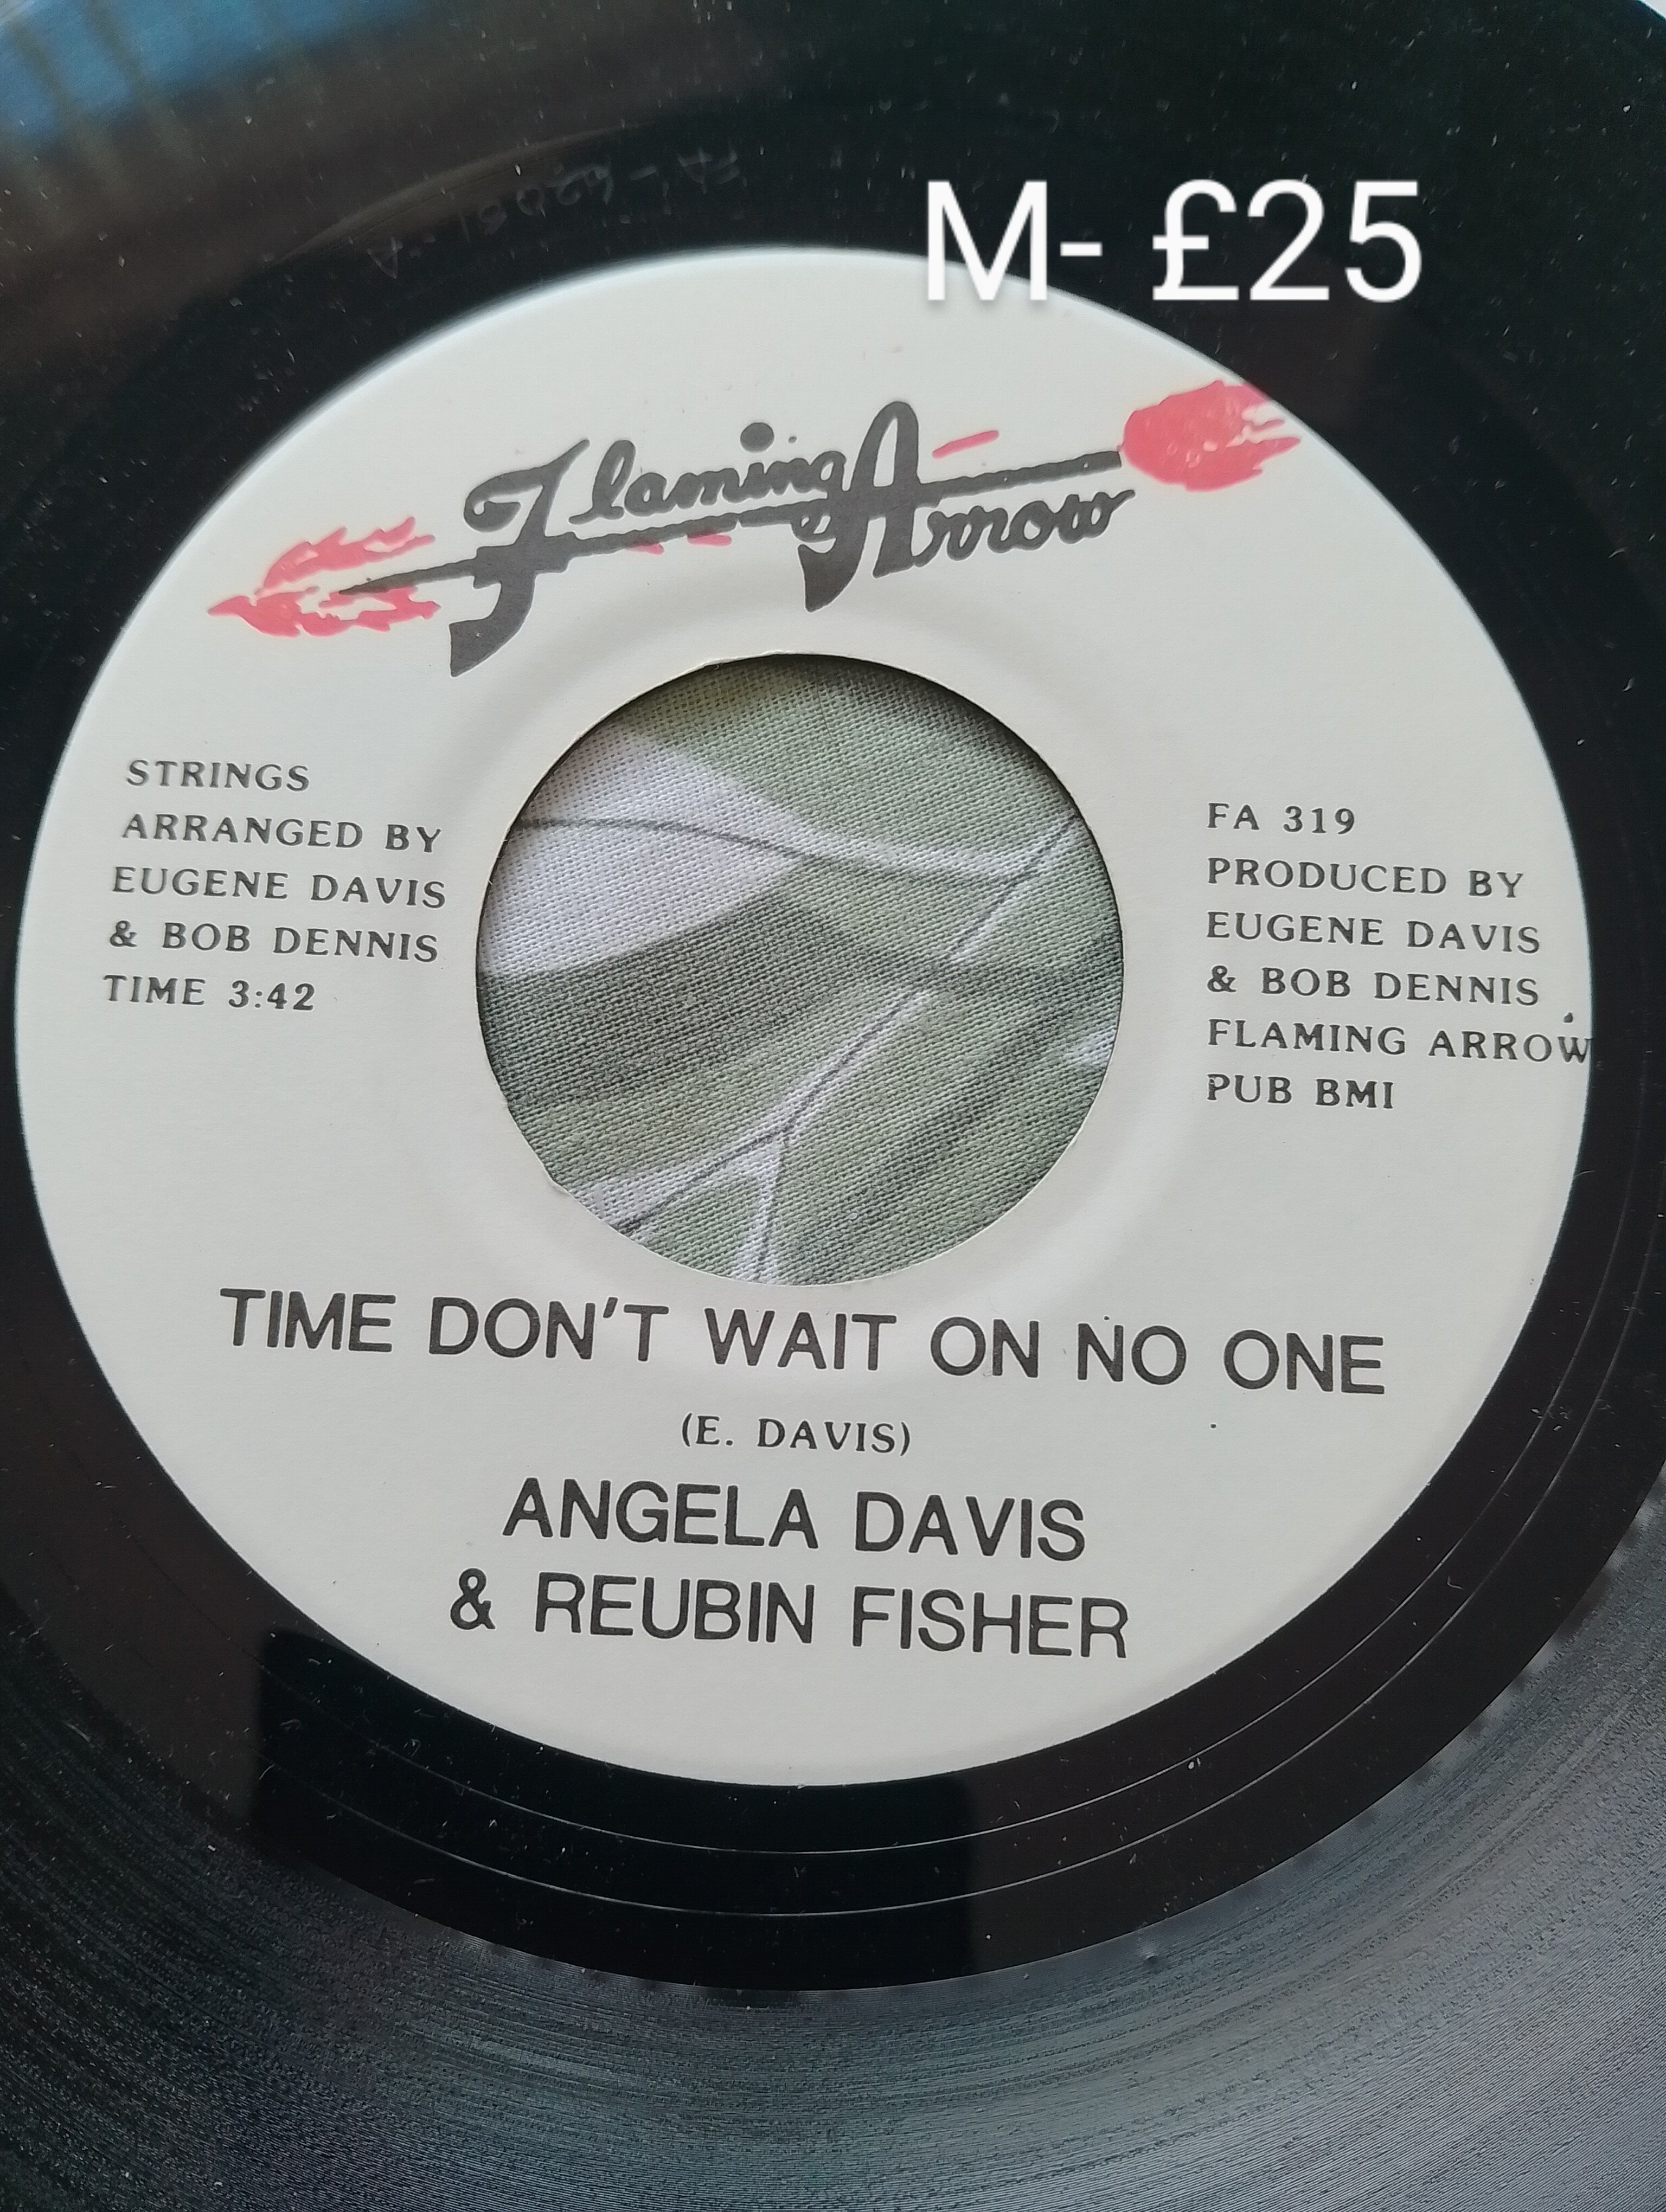 M- £25
Flaming Arrow
STRINGS
ARRANGED BY
EUGENE DAVIS
& BOB DENNIS
TIME 3:42
FA 319
PRODUCED BY
EUGENE DAVIS
& BOB DENNIS
FLAMING ARROW
PUB BMI
TIME DON'T WAIT ON NO ONE
(E. DAVIS)
ANGELA DAVIS
& REUBIN FISHER